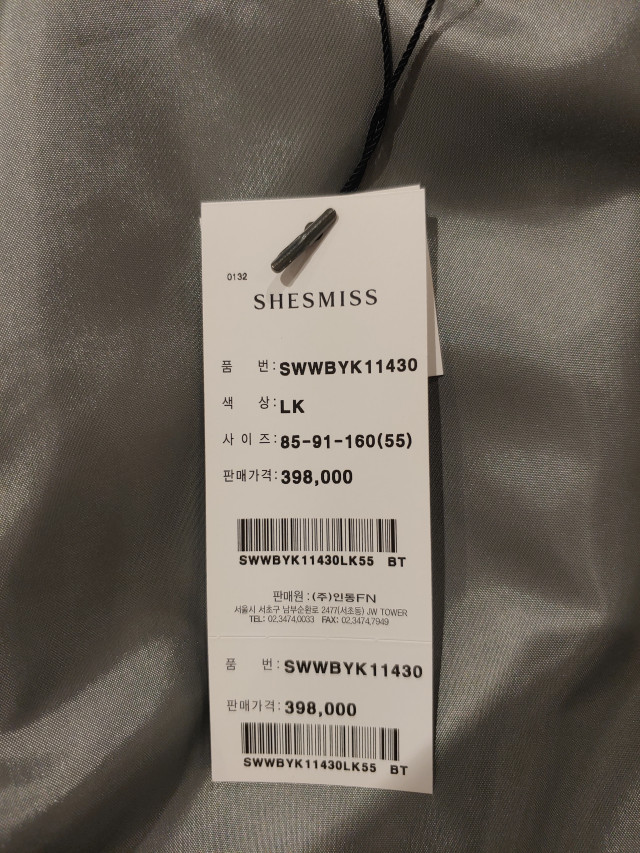 0132
SHESMISS
품 번 : SWWBYK11430
색 상 : LK
사 이 즈 : 85-91-160(55)
판매가격 : 398,000
SWWBYK11430LK55 BT
판매원 : (주)인동FN
서울시 서초구 남부순환로 2477(서초동) JW TOWER
TEL: 02.3474.0033 FAX: 02.3474.7949
품 번 : SWWBYK11430
판매가격 : 398,000
SWWBYK11430LK55 BT